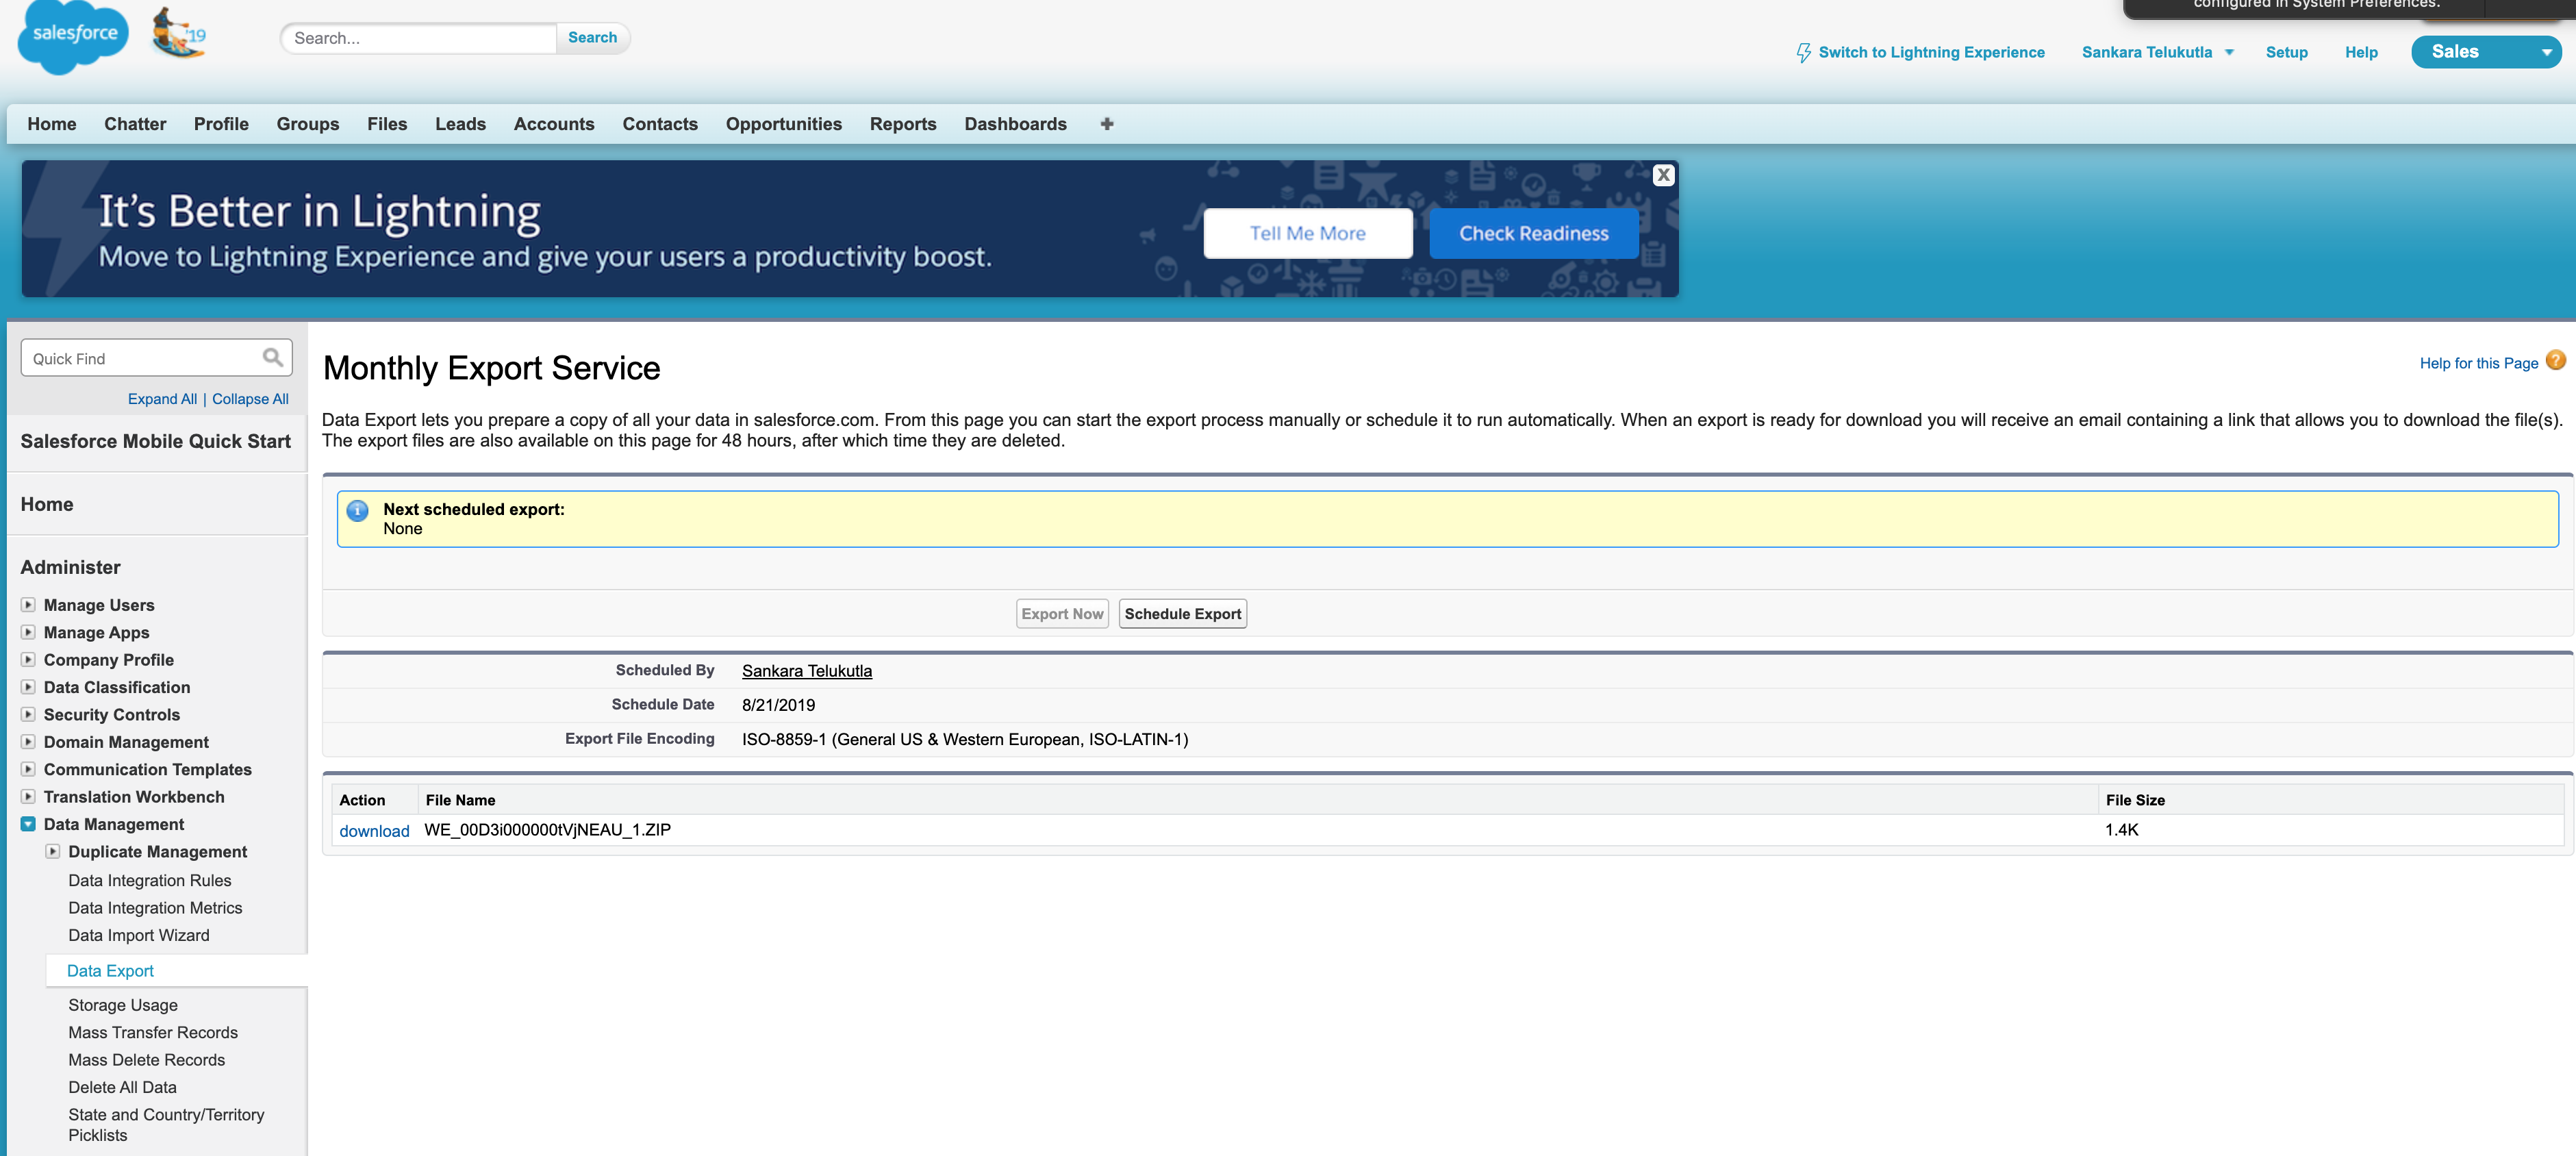 configured in System Preferences.
salesforce
'19
Search...
Search
Switch to Lightning Experience
Sankara Telukutla
Setup
Help
Sales
Home
Chatter
Profile
Groups
Files
Leads
Accounts
Contacts
Opportunities
Reports
Dashboards
+
It's Better in Lightning
Move to Lightning Experience and give your users a productivity boost.
Tell Me More
Check Readiness
X
Quick Find
Expand All | Collapse All
Salesforce Mobile Quick Start
Home
Administer
Manage Users
Manage Apps
Company Profile
Data Classification
Security Controls
Domain Management
Communication Templates
Translation Workbench
Data Management
Duplicate Management
Data Integration Rules
Data Integration Metrics
Data Import Wizard
Data Export
Storage Usage
Mass Transfer Records
Mass Delete Records
Delete All Data
State and Country/Territory
Picklists
Monthly Export Service
Help for this Page ?
Data Export lets you prepare a copy of all your data in salesforce.com. From this page you can start the export process manually or schedule it to run automatically. When an export is ready for download you will receive an email containing a link that allows you to download the file(s).
The export files are also available on this page for 48 hours, after which time they are deleted.
i
Next scheduled export:
None
Export Now
Schedule Export
Scheduled By Sankara Telukutla
Schedule Date 8/21/2019
Export File Encoding ISO-8859-1 (General US & Western European, ISO-LATIN-1)
Action File Name File Size
download WE_00D3i000000tVjNEAU_1.ZIP 1.4K